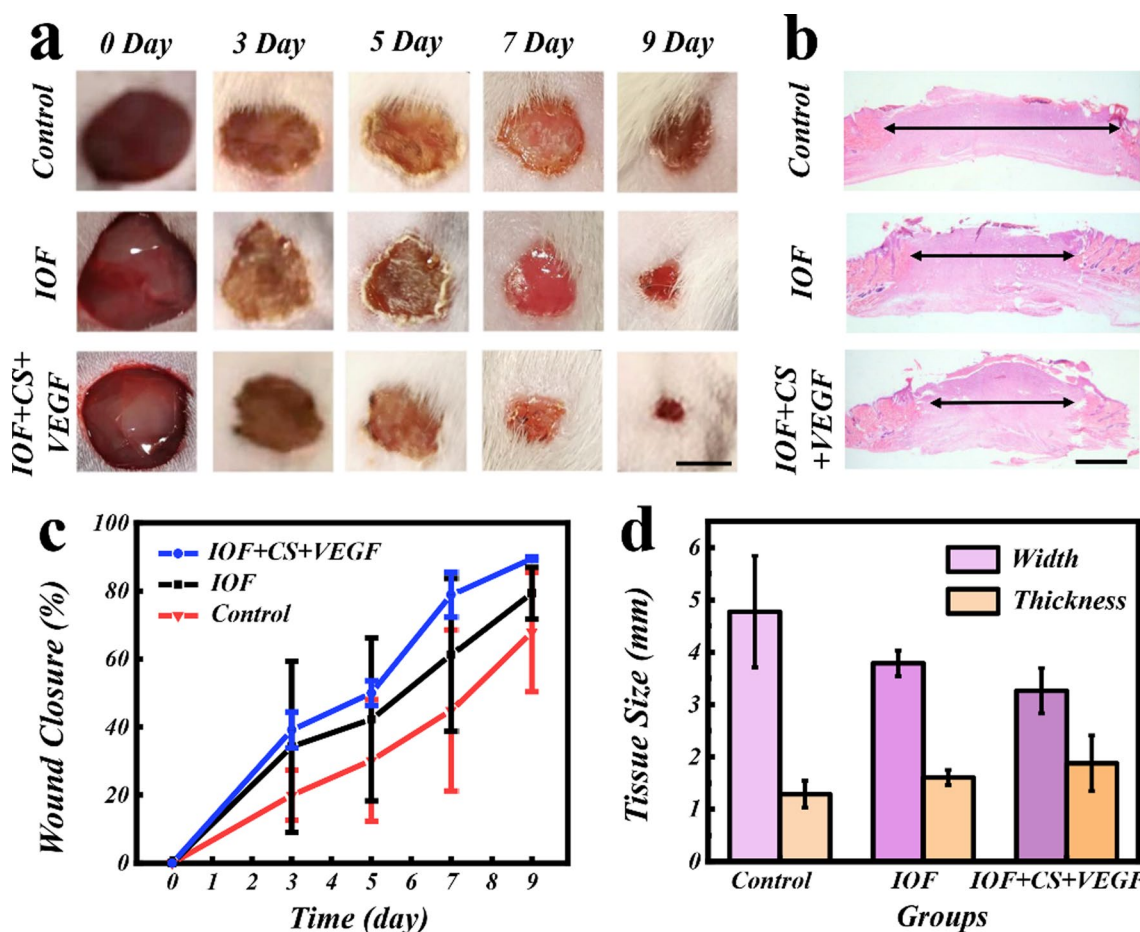 a
0 Day 3 Day 5 Day 7 Day 9 Day
Control
IOF
IOF+CS+
VEGF
b
Control
IOF
IOF+CS
+VEGF
c
100
80
60
40
20
0
Wound Closure (%)
IOF+CS+VEGF
IOF
Control
0 1 2 3 4 5 6 7 8 9
Time (day)
d
6
5
4
3
2
1
0
Tissue Size (mm)
Width
Thickness
Control IOF IOF+CS+VEGF
Groups